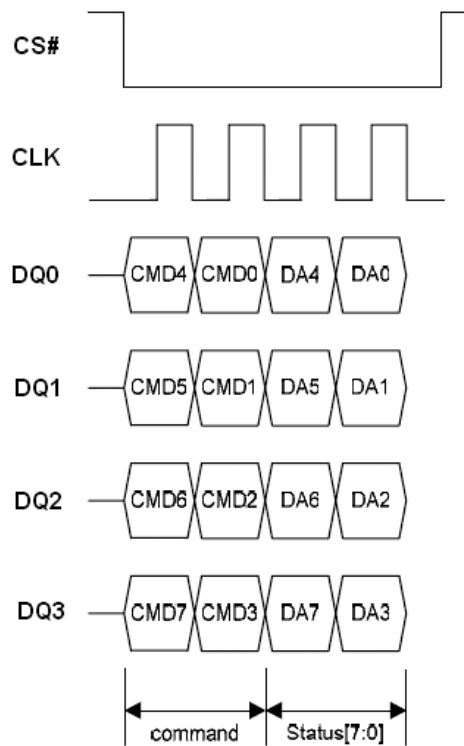 CS#
CLK
DQ0 CMD4 CMD0 DA4 DA0
DQ1 CMD5 CMD1 DA5 DA1
DQ2 CMD6 CMD2 DA6 DA2
DQ3 CMD7 CMD3 DA7 DA3
command Status[7:0]